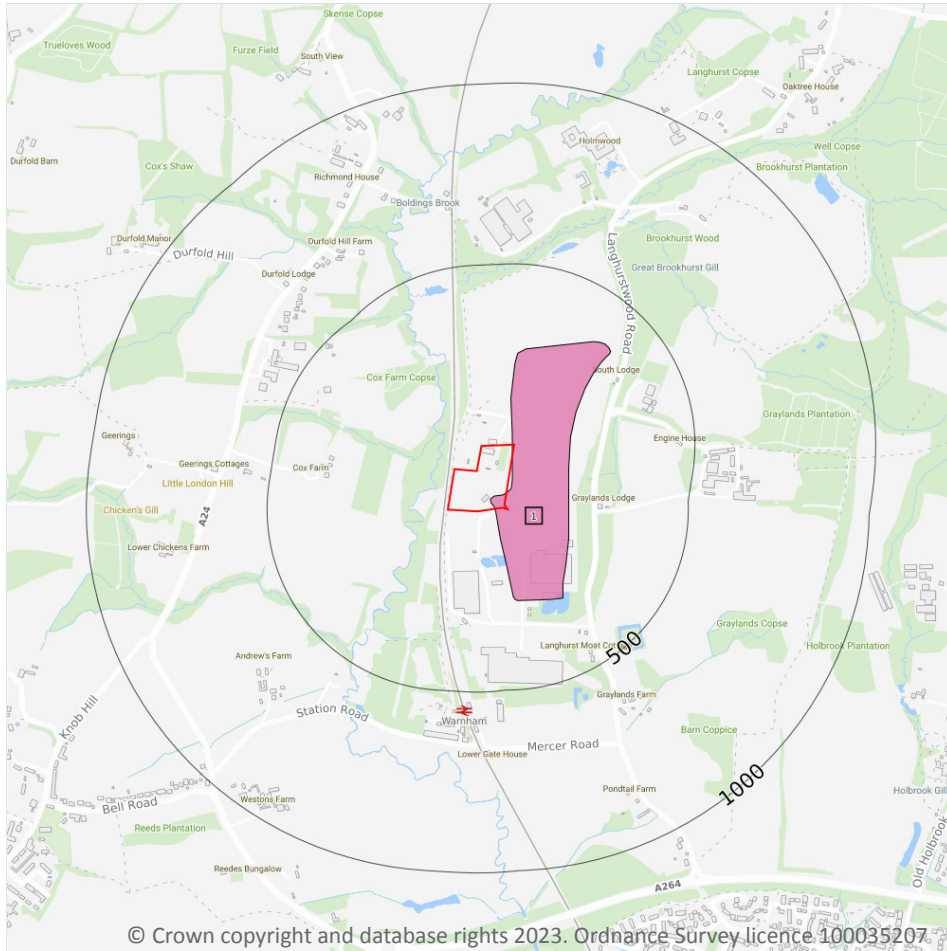 Skense Copse
Trueloves Wood
Furze Field
South View
Langhurst Copse
Oaktree House
Durfold Barn
Cox's Shaw
Holmwood
Well Copse
Brookhurst Plantation
Richmond House
Boldings Brook
Durfold Manor
Durfold Hill
Durfold Hill Farm
Brookhurst Wood
Durfold Lodge
Great Brookhurst Gill
Langhurstwood Road
Cox Farm Copse
outh Lodge
Graylands Plantation
Geerings
Geerings Cottages
Cox Farm
Engine House
Little London Hill
Chicken's Gill
A24
Graylands Lodge
1
Lower Chickens Farm
Graylands Copse
Langhurst Moat Cot
500
Holbrook Plantation
Andrew's Farm
Graylands Farm
Knob Hill
Station Road
Warnham
Barn Coppice
Mercer Road
Lower Gate House
1000
Pondtail Farm
Holbrook Gil
Westons Farm
Bell Road
Reeds Plantation
Reedes Bungalow
Old Holbrook
A264
© Crown copyright and database rights 2023. Ordnance Survey licence 100035207